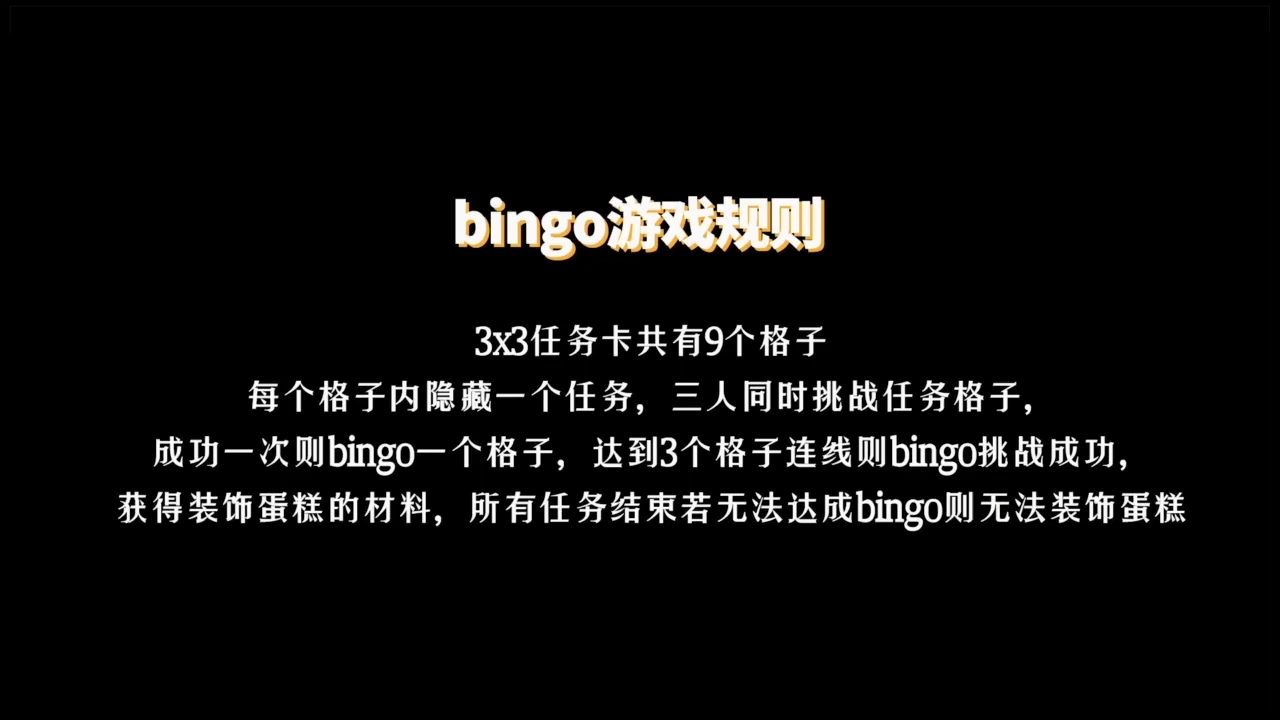 bingo游戏规则
3x3任务卡共有9个格子
每个格子内隐藏一个任务，三人同时挑战任务格子，
成功一次则bingo一个格子，达到3个格子连线则bingo挑战成功，
获得装饰蛋糕的材料，所有任务结束若无法达成bingo则无法装饰蛋糕